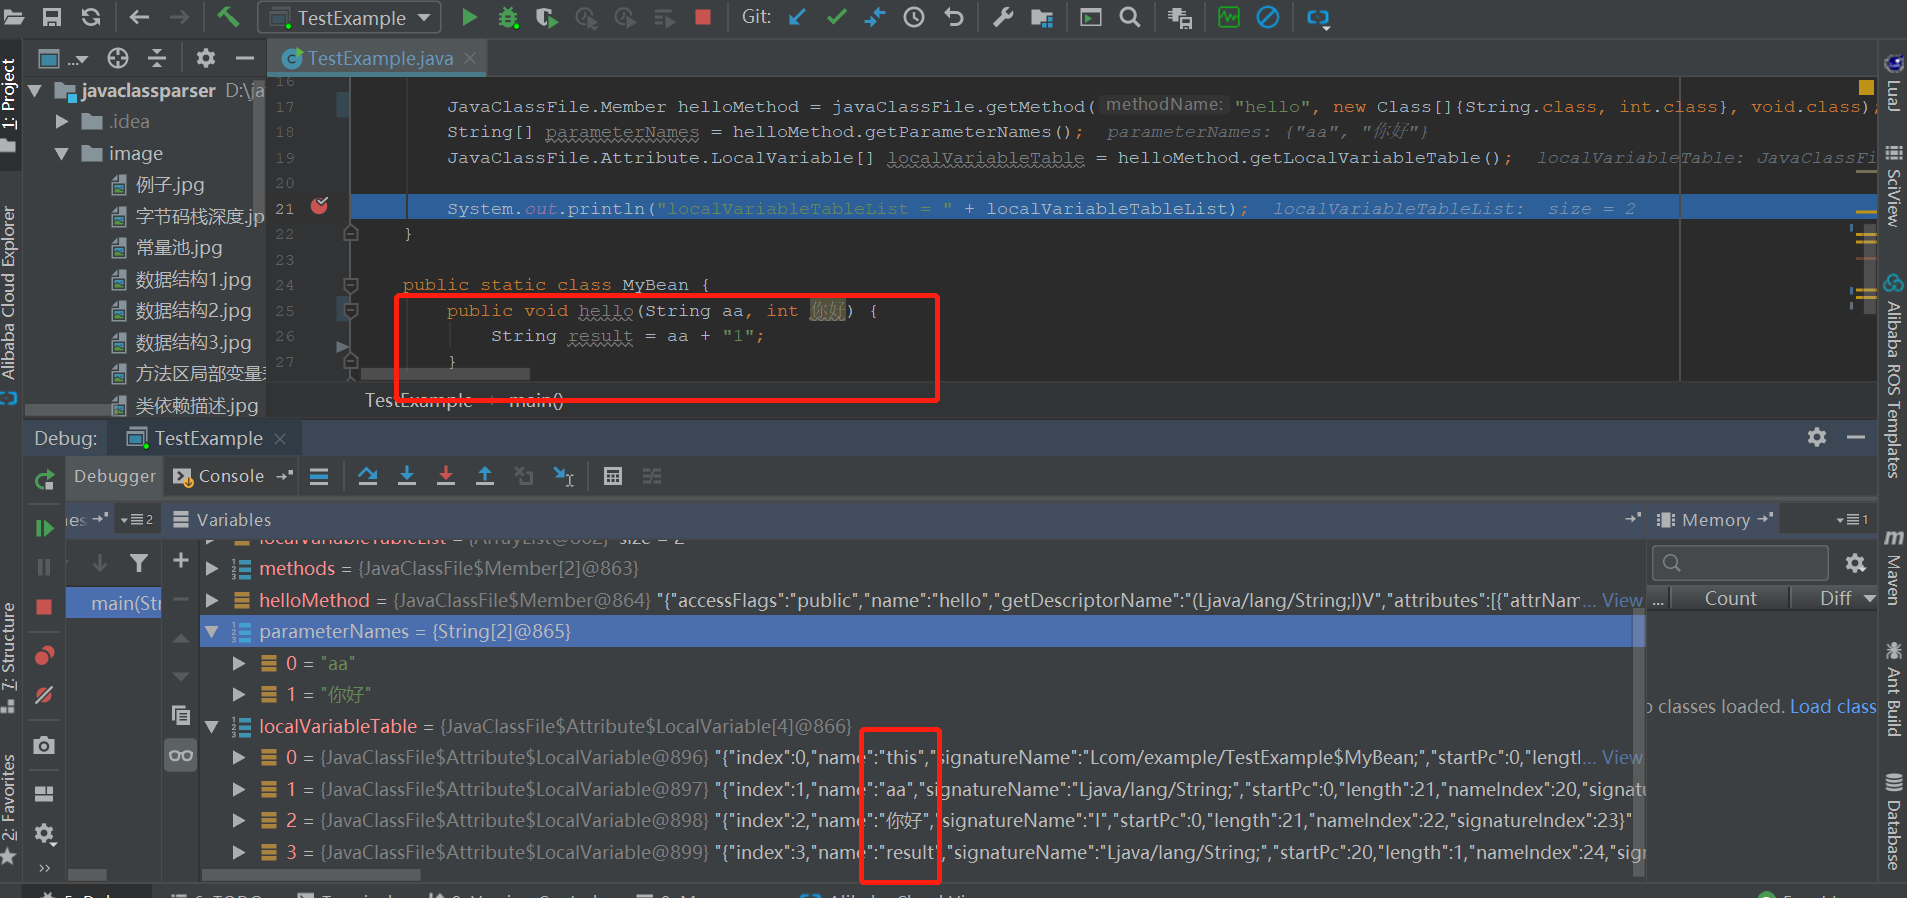 TestExample
Git:
1: Project
Alibaba Cloud Explorer
7: Structure
2: Favorites
TestExample.java
javaclassparser D:\ja
.idea
image
例子.jpg
字节码栈深度.jp
常量池.jpg
数据结构1.jpg
数据结构2.jpg
数据结构3.jpg
方法区局部变量
类依赖描述.jpg
16
17 JavaClassFile.Member helloMethod = javaClassFile.getMethod( methodName: "hello", new Class[]{String.class, int.class}, void.class);
18 String[] parameterNames = helloMethod.getParameterNames(); parameterNames: {"aa", "你好"}
19 JavaClassFile.Attribute.LocalVariable[] localVariableTable = helloMethod.getLocalVariableTable(); localVariableTable: JavaClassFi
20
21 System.out.println("localVariableTableList = " + localVariableTableList); localVariableTableList: size = 2
22 }
23
24 public static class MyBean {
25 public void hello(String aa, int 你好) {
26 String result = aa + "1";
27 }
TestExample main()
LuaJ
SciView
Alibaba ROS Templates
Maven
Ant Build
Database
Debug: TestExample
Debugger Console
es 2 Variables Memory 1
localVariableTableList = {ArrayList@862} size = 2
methods = {JavaClassFile$Member[2]@863}
main(Str
helloMethod = {JavaClassFile$Member@864} "{"accessFlags":"public","name":"hello","getDescriptorName":"(Ljava/lang/String;I)V","attributes":[{"attrNam... View
... Count Diff
parameterNames = {String[2]@865}
0 = "aa"
1 = "你好"
classes loaded. Load class
localVariableTable = {JavaClassFile$Attribute$LocalVariable[4]@866}
0 = {JavaClassFile$Attribute$LocalVariable@896} "{"index":0,"name":"this","signatureName":"Lcom/example/TestExample$MyBean;","startPc":0,"lengtl... View
1 = {JavaClassFile$Attribute$LocalVariable@897} "{"index":1,"name":"aa","signatureName":"Ljava/lang/String;","startPc":0,"length":21,"nameIndex":20,"signatu
2 = {JavaClassFile$Attribute$LocalVariable@898} "{"index":2,"name":"你好","signatureName":"I","startPc":0,"length":21,"nameIndex":22,"signatureIndex":23}"
3 = {JavaClassFile$Attribute$LocalVariable@899} "{"index":3,"name":"result","signatureName":"Ljava/lang/String;","startPc":20,"length":1,"nameIndex":24,"sig